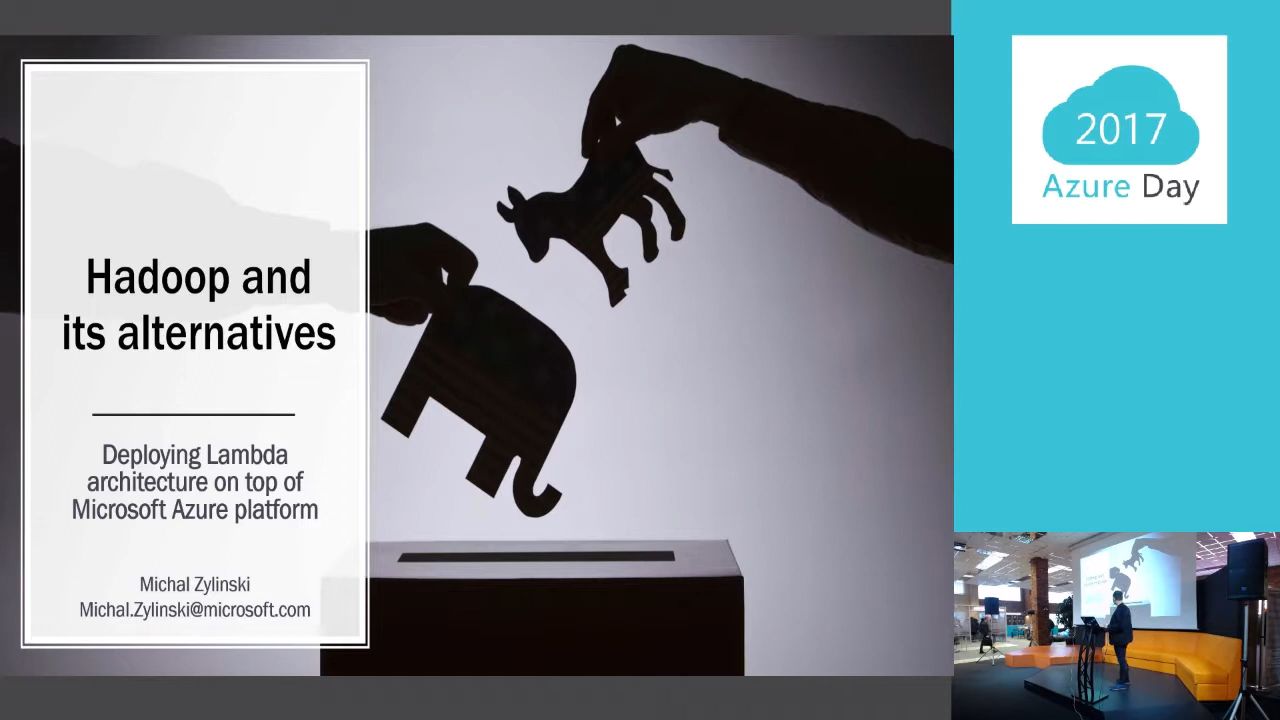 Hadoop and
its alternatives
Deploying Lambda
architecture on top of
Microsoft Azure platform
Michal Zylinski
Michal.Zylinski@microsoft.com
2017
Azure Day